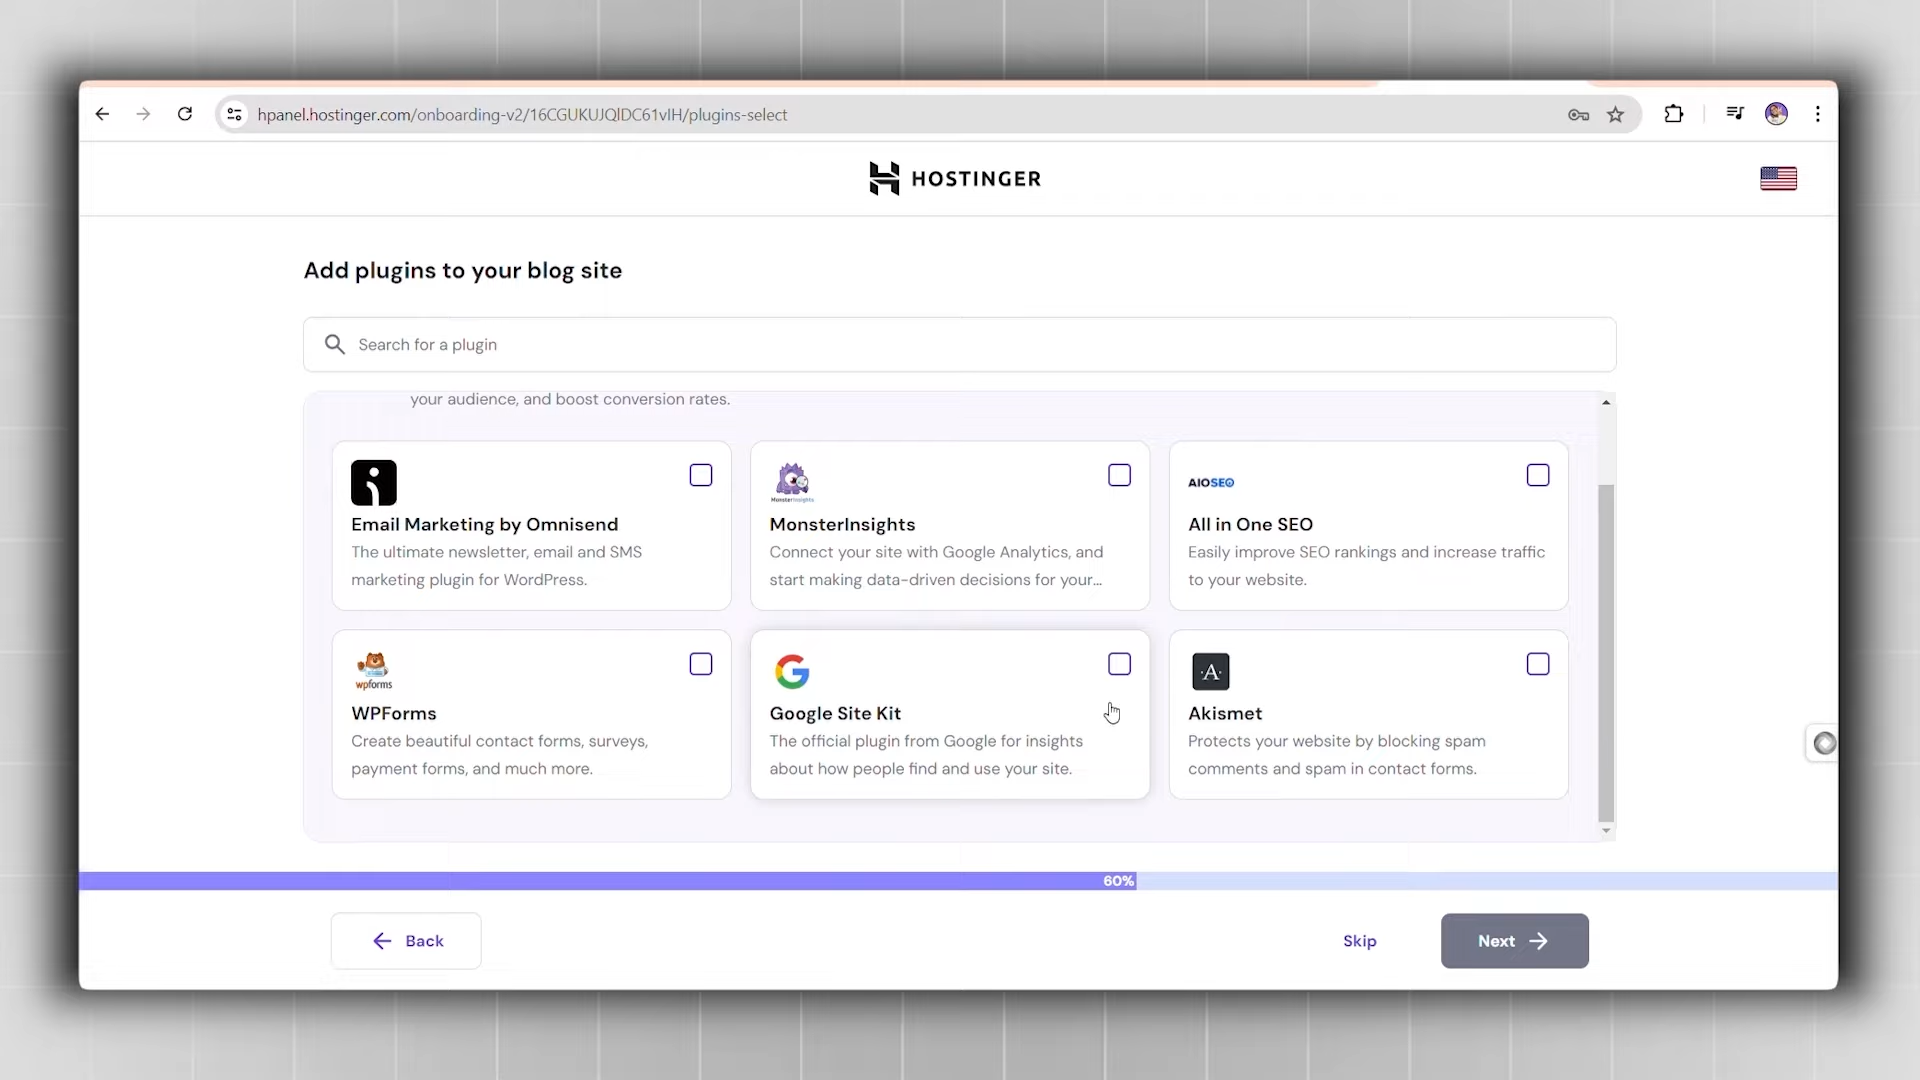 hpanel.hostinger.com/onboarding-v2/16CGUKUJQlDC61vIH/plugins-select
HOSTINGER
Add plugins to your blog site
Search for a plugin
your audience, and boost conversion rates.
Email Marketing by Omnisend
The ultimate newsletter, email and SMS
marketing plugin for WordPress.
MonsterInsights
MonsterInsights
Connect your site with Google Analytics, and
start making data-driven decisions for your...
AIOSEO
All in One SEO
Easily improve SEO rankings and increase traffic
to your website.
wpforms
WPForms
Create beautiful contact forms, surveys,
payment forms, and much more.
Google Site Kit
The official plugin from Google for insights
about how people find and use your site.
A
Akismet
Protects your website by blocking spam
comments and spam in contact forms.
60%
Back
Skip
Next